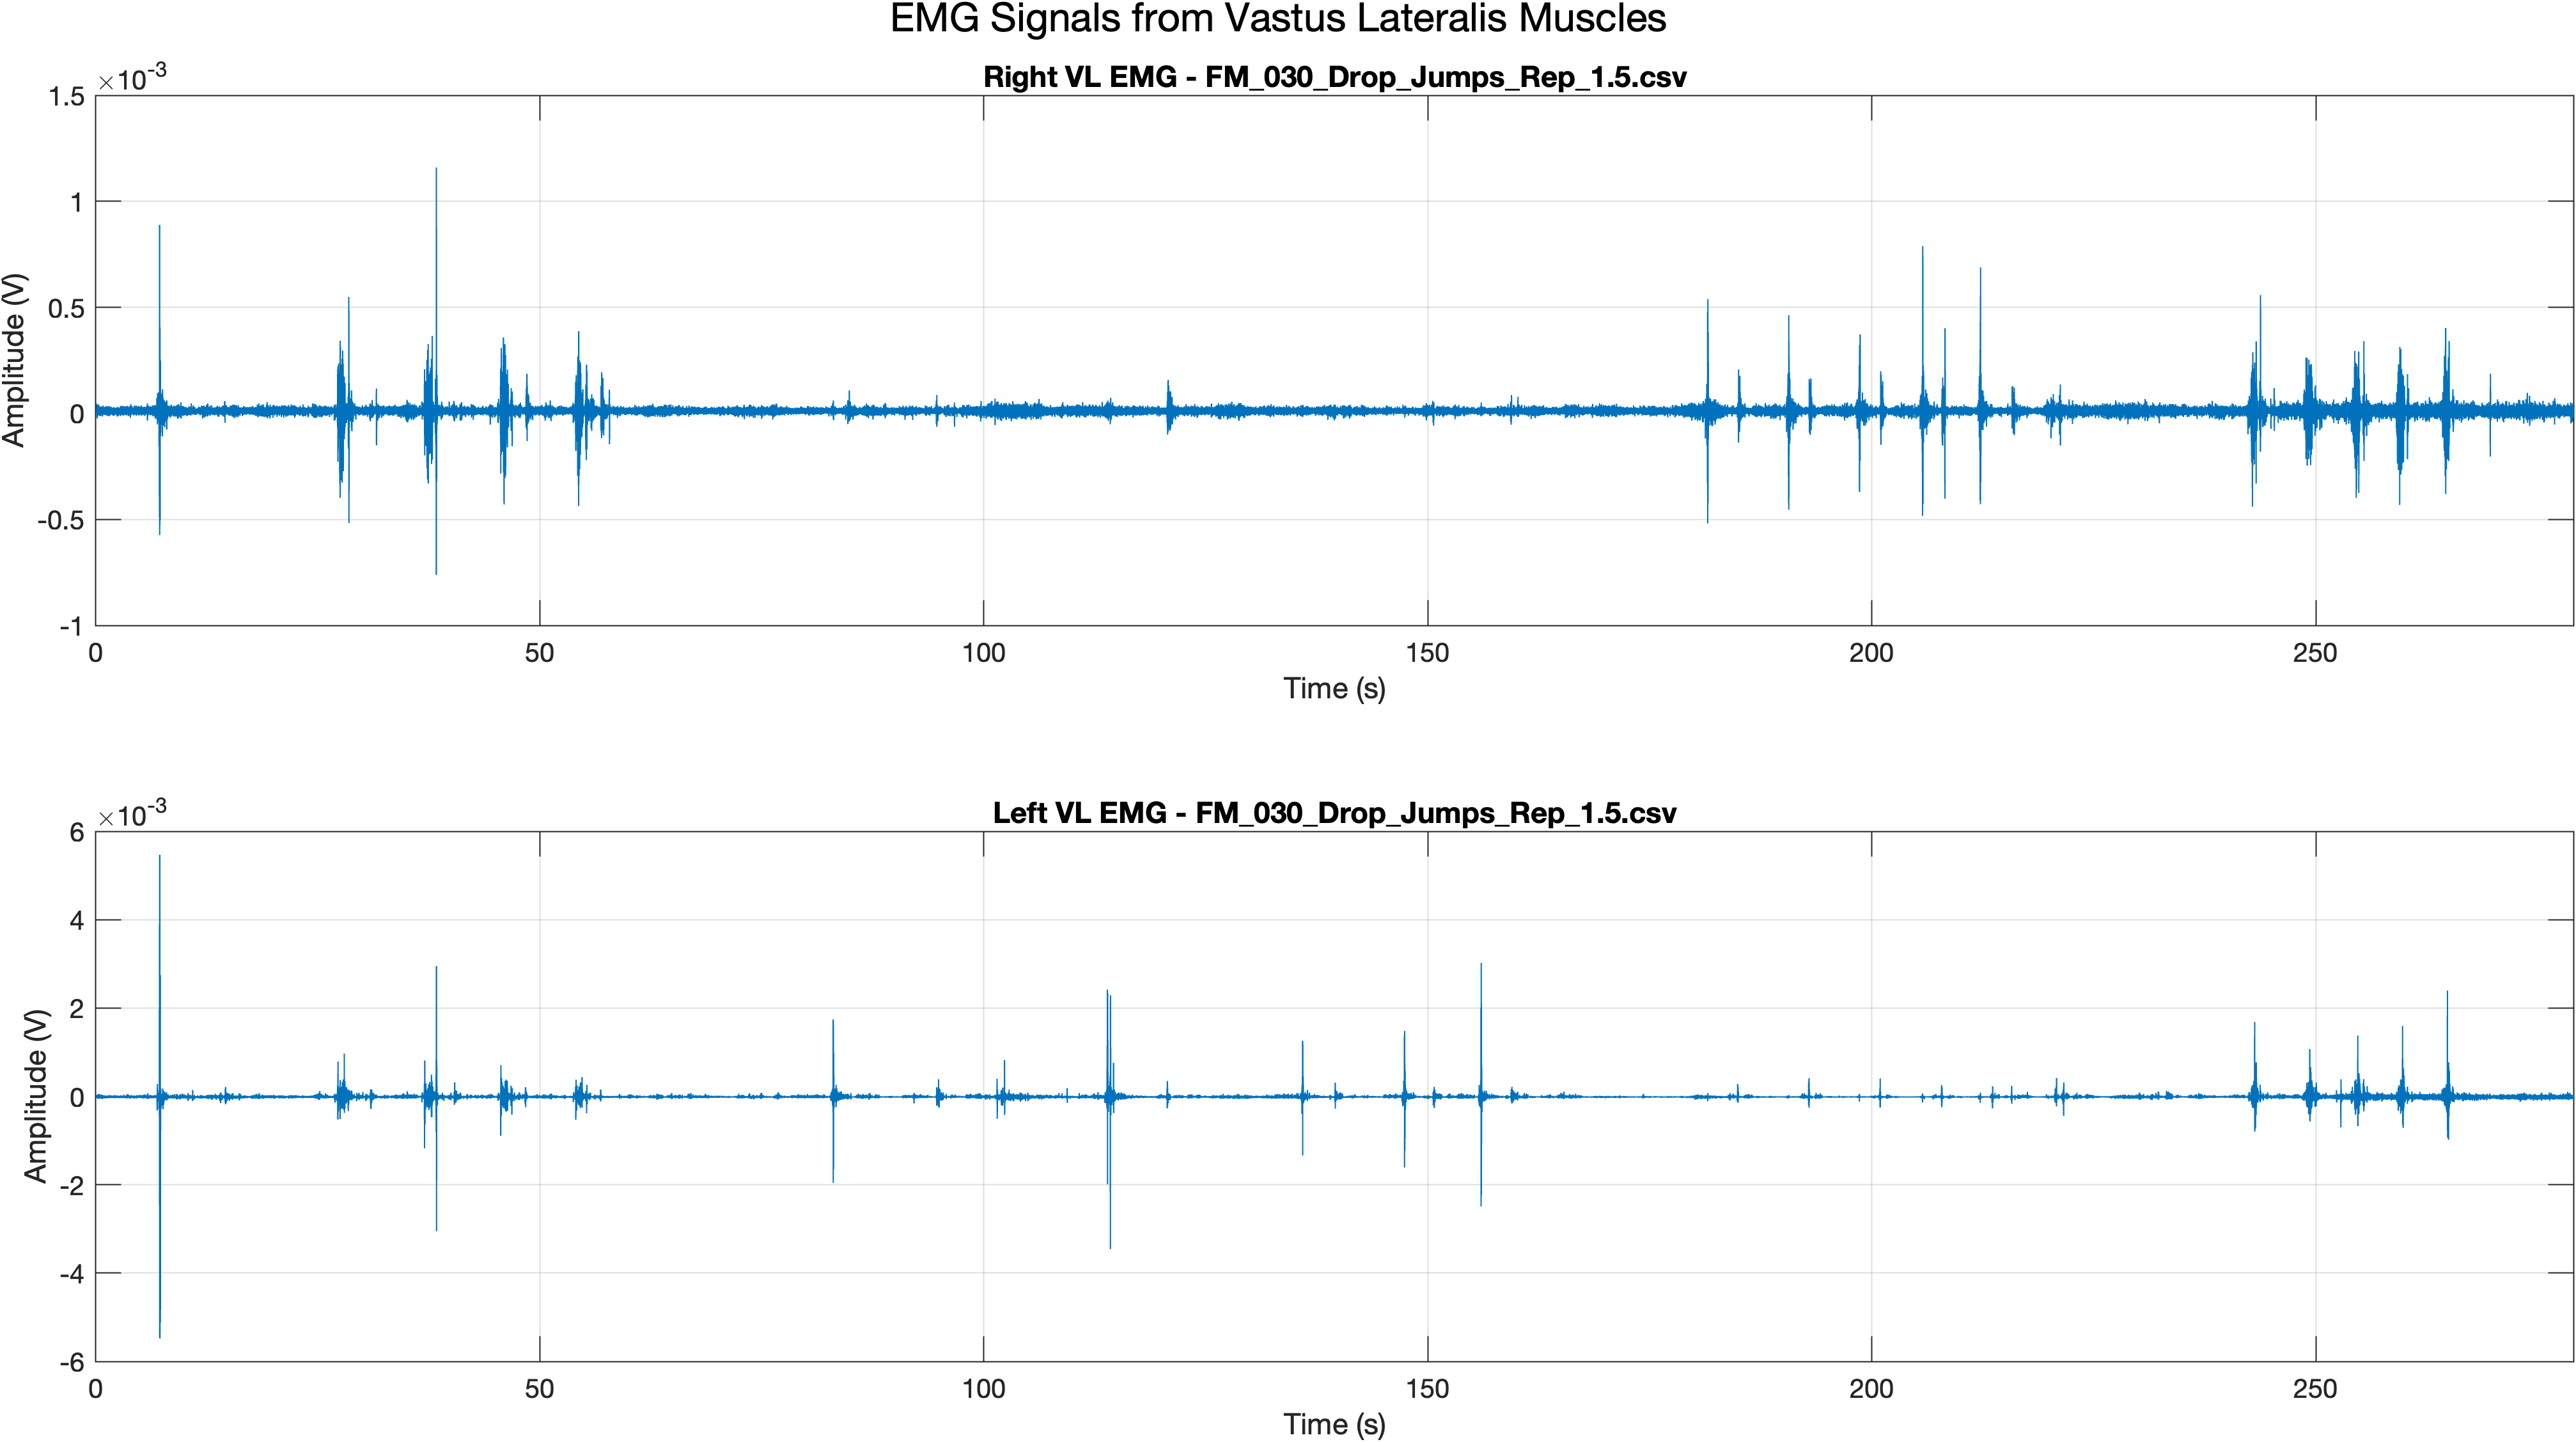 EMG Signals from Vastus Lateralis Muscles
Right VL EMG - FM_030_Drop_Jumps_Rep_1.5.csv
×10-3
1.5
1
0.5
0
-0.5
-1
Amplitude (V)
0 50 100 150 200 250
Time (s)
Left VL EMG - FM_030_Drop_Jumps_Rep_1.5.csv
×10-3
6
4
2
0
-2
-4
-6
Amplitude (V)
0 50 100 150 200 250
Time (s)